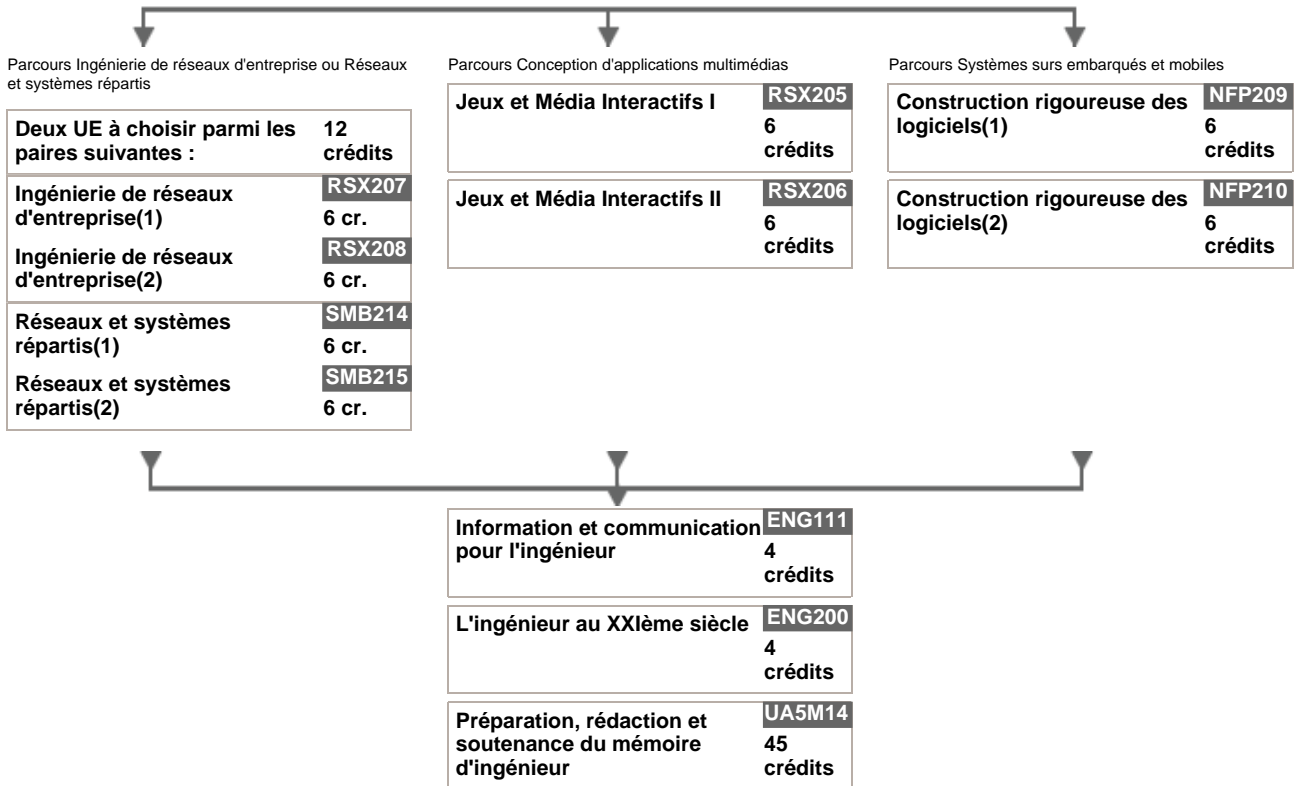 Parcours Ingénierie de réseaux d'entreprise ou Réseaux
et systèmes répartis
Deux UE à choisir parmi les
paires suivantes :
12
crédits
Ingénierie de réseaux
d'entreprise(1)
RSX207
6 cr.
Ingénierie de réseaux
d'entreprise(2)
RSX208
6 cr.
Réseaux et systèmes
répartis(1)
SMB214
6 cr.
Réseaux et systèmes
répartis(2)
SMB215
6 cr.
Parcours Conception d'applications multimédias
Jeux et Média Interactifs I
RSX205
6
crédits
Jeux et Média Interactifs II
RSX206
6
crédits
Parcours Systèmes surs embarqués et mobiles
Construction rigoureuse des
logiciels(1)
NFP209
6
crédits
Construction rigoureuse des
logiciels(2)
NFP210
6
crédits
Information et communication
pour l'ingénieur
ENG111
4
crédits
L'ingénieur au XXIème siècle
ENG200
4
crédits
Préparation, rédaction et
soutenance du mémoire
d'ingénieur
UA5M14
45
crédits